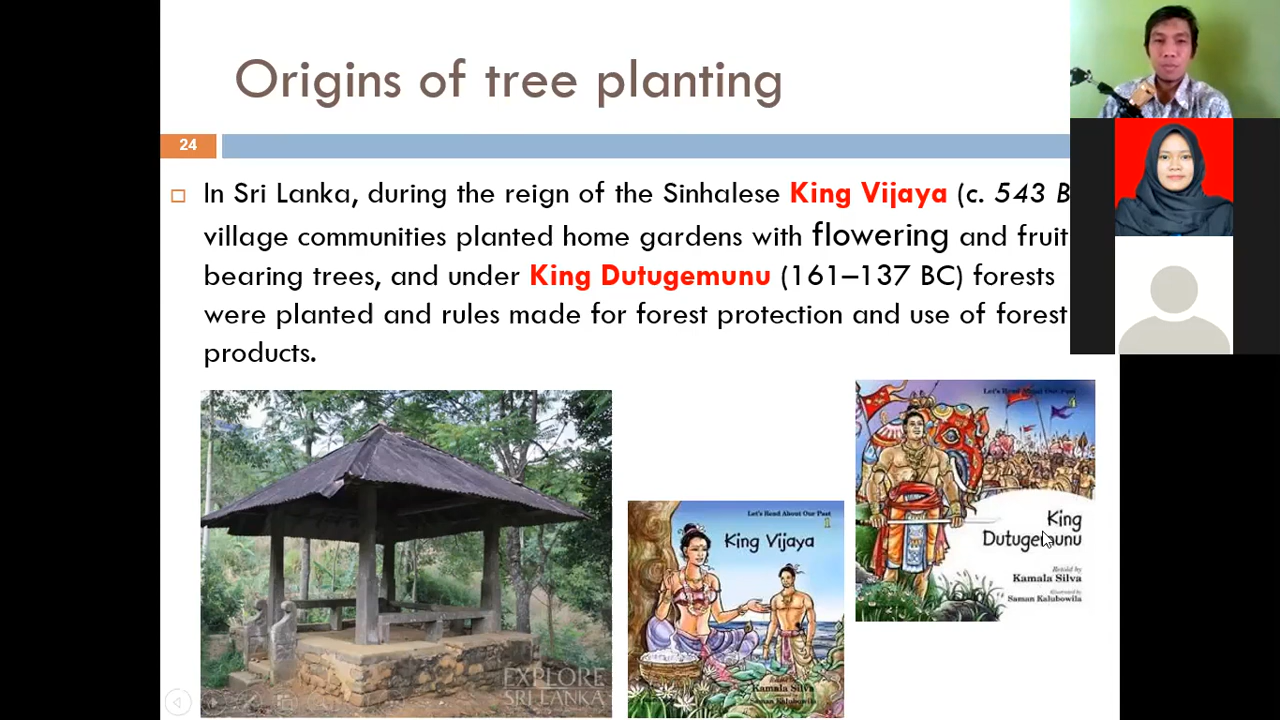 Origins of tree planting
24
In Sri Lanka, during the reign of the Sinhalese King Vijaya (c. 543 B
village communities planted home gardens with flowering and fruit
bearing trees, and under King Dutugemunu (161–137 BC) forests
were planted and rules made for forest protection and use of forest
products.
Let's Read About Our Past
4
King
Dutugemunu
Retold by
Kamala Silva
Illustrated by
Saman Kalubowila
Let's Read About Our Past
1
King Vijaya
Retold by
Kamala Silva
Saman Kalubowila
EXPLORE
SRI LANKA